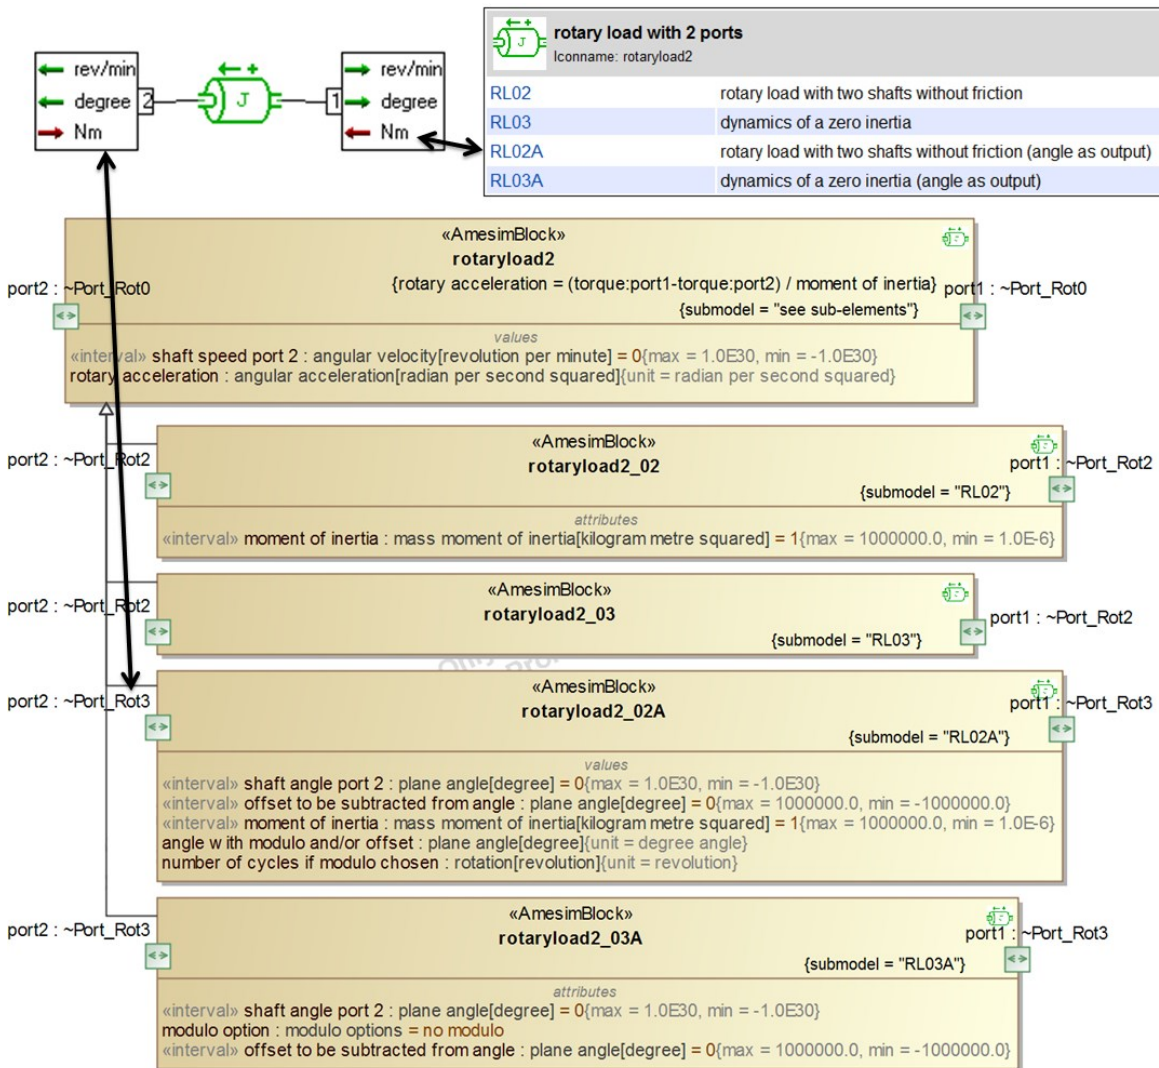 rev/min
degree
Nm
2
J
1
rev/min
degree
Nm
J
rotary load with 2 ports
Iconname: rotaryload2
RL02 rotary load with two shafts without friction
RL03 dynamics of a zero inertia
RL02A rotary load with two shafts without friction (angle as output)
RL03A dynamics of a zero inertia (angle as output)
«AmesimBlock»
rotaryload2
{rotary acceleration = (torque:port1-torque:port2) / moment of inertia}
port2 : ~Port_Rot0
port1 : ~Port_Rot0
{submodel = "see sub-elements"}
values
«interval» shaft speed port 2 : angular velocity[revolution per minute] = 0{max = 1.0E30, min = -1.0E30}
rotary acceleration : angular acceleration[radian per second squared]{unit = radian per second squared}
«AmesimBlock»
rotaryload2_02
port2 : ~Port_Rot2
port1 : ~Port_Rot2
{submodel = "RL02"}
attributes
«interval» moment of inertia : mass moment of inertia[kilogram metre squared] = 1{max = 1000000.0, min = 1.0E-6}
«AmesimBlock»
rotaryload2_03
port2 : ~Port_Rot2
port1 : ~Port_Rot2
{submodel = "RL03"}
«AmesimBlock»
rotaryload2_02A
port2 : ~Port_Rot3
port1 : ~Port_Rot3
{submodel = "RL02A"}
values
«interval» shaft angle port 2 : plane angle[degree] = 0{max = 1.0E30, min = -1.0E30}
«interval» offset to be subtracted from angle : plane angle[degree] = 0{max = 1000000.0, min = -1000000.0}
«interval» moment of inertia : mass moment of inertia[kilogram metre squared] = 1{max = 1000000.0, min = 1.0E-6}
angle with modulo and/or offset : plane angle[degree]{unit = degree angle}
number of cycles if modulo chosen : rotation[revolution]{unit = revolution}
«AmesimBlock»
rotaryload2_03A
port2 : ~Port_Rot3
port1 : ~Port_Rot3
{submodel = "RL03A"}
attributes
«interval» shaft angle port 2 : plane angle[degree] = 0{max = 1.0E30, min = -1.0E30}
modulo option : modulo options = no modulo
«interval» offset to be subtracted from angle : plane angle[degree] = 0{max = 1000000.0, min = -1000000.0}